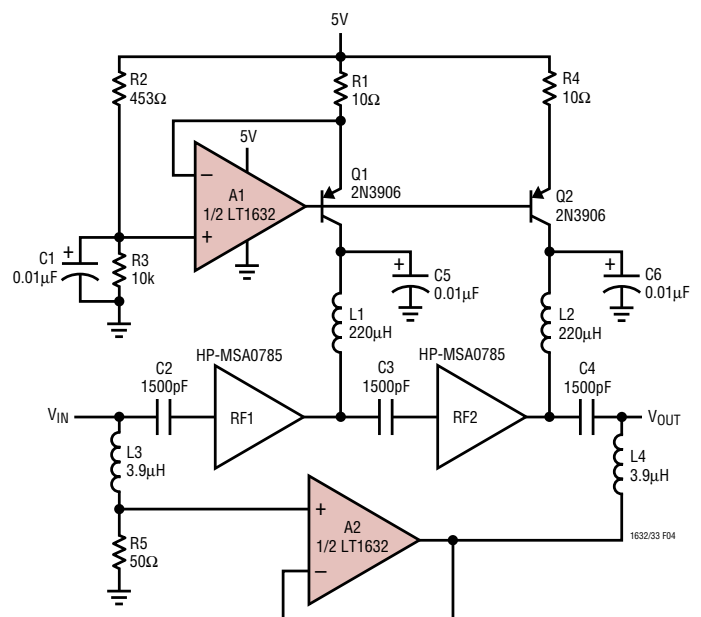 5V
R2
453Ω
R1
10Ω
R4
10Ω
5V
Q1
2N3906
Q2
2N3906
−
A1
1/2 LT1632
+
C1
0.01µF
+
R3
10k
+
C5
0.01µF
+
C6
0.01µF
L1
220µH
L2
220µH
HP-MSA0785
HP-MSA0785
C2
1500pF
C3
1500pF
C4
1500pF
VIN
RF1
RF2
VOUT
L3
3.9µH
L4
3.9µH
+
A2
1/2 LT1632
−
R5
50Ω
1632/33 F04